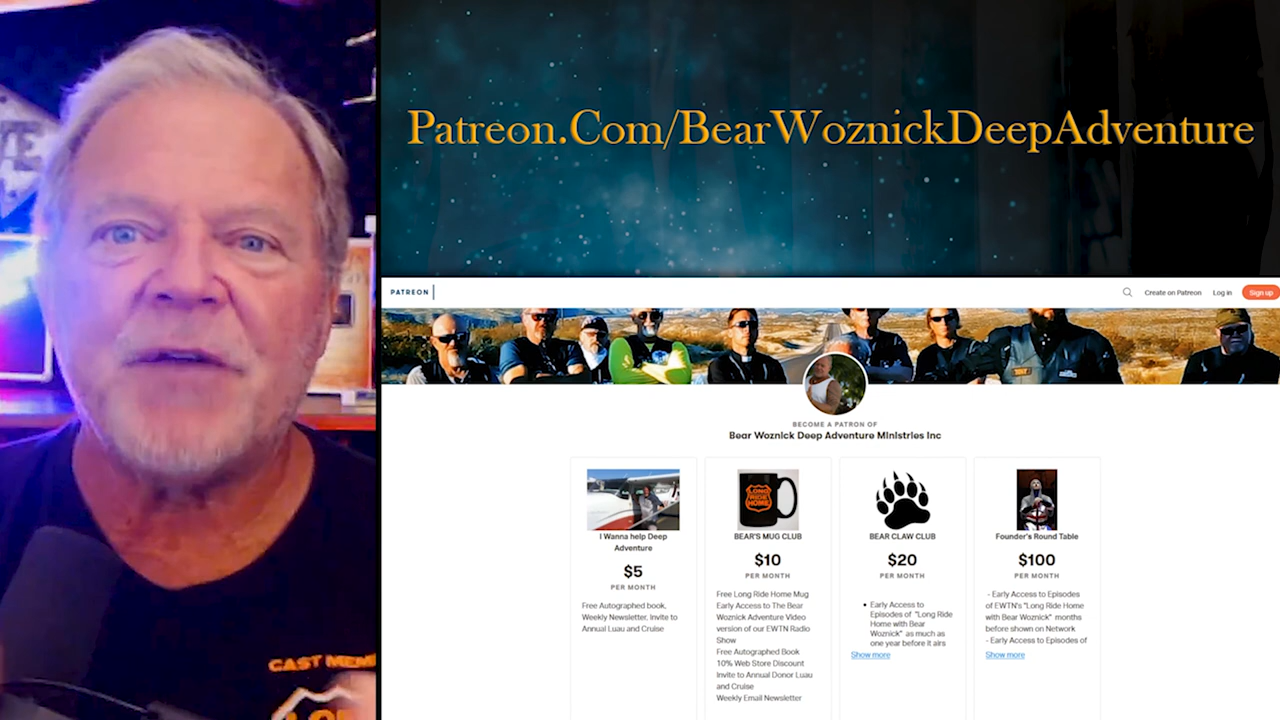 Patreon.Com/BearWoznickDeepAdventure
PATREON
Create on Patreon
Log in
Sign up
BECOME A PATRON OF
Bear Woznick Deep Adventure Ministries Inc
I Wanna help Deep
Adventure
$5
PER MONTH
Free Autographed book,
Weekly Newsletter, Invite to
Annual Luau and Cruise
LONG
RIDE
HOME
BEAR'S MUG CLUB
$10
PER MONTH
Free Long Ride Home Mug
Early Access to The Bear
Woznick Adventure Video
version of our EWTN Radio
Show
Free Autographed Book
10% Web Store Discount
Invite to Annual Donor Luau
and Cruise
Weekly Email Newsletter
BEAR CLAW CLUB
$20
PER MONTH
• Early Access to
Episodes of "Long Ride
Home with Bear
Woznick" as much as
one year before it airs
Show more
Founder's Round Table
$100
PER MONTH
- Early Access to Episodes
of EWTN's "Long Ride Home
with Bear Woznick" months
before shown on Network
- Early Access to Episodes of
Show more
CAST MEM